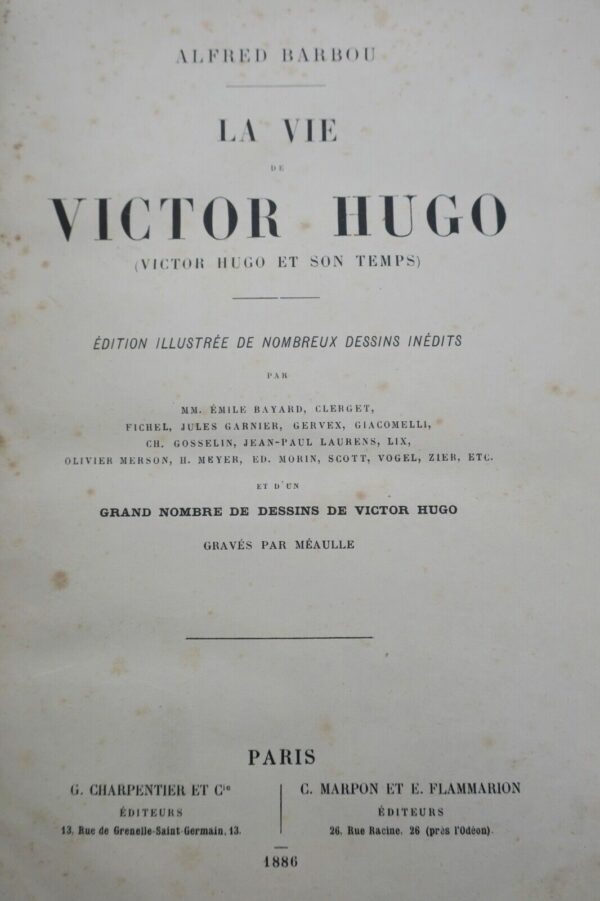 ALFRED BARBOU
LA VIE
DE
VICTOR HUGO
(VICTOR HUGO ET SON TEMPS)
ÉDITION ILLUSTRÉE DE NOMBREUX DESSINS INÉDITS
PAR
MM. ÉMILE BAYARD, CLERGET,
FICHEL, JULES GARNIER, GERVEX, GIACOMELLI,
CH. GOSSELIN, JEAN-PAUL LAURENS, LIX,
OLIVIER MERSON, H. MEYER, ED. MORIN, SCOTT, VOGEL, ZIER, ETC.
ET D'UN
GRAND NOMBRE DE DESSINS DE VICTOR HUGO
GRAVÉS PAR MÉAULLE
PARIS
G. CHARPENTIER ET Cie
ÉDITEURS
13, Rue de Grenelle-Saint-Germain, 13.
C. MARPON ET E. FLAMMARION
ÉDITEURS
26, Rue Racine, 26 (près l'Odéon).
1886